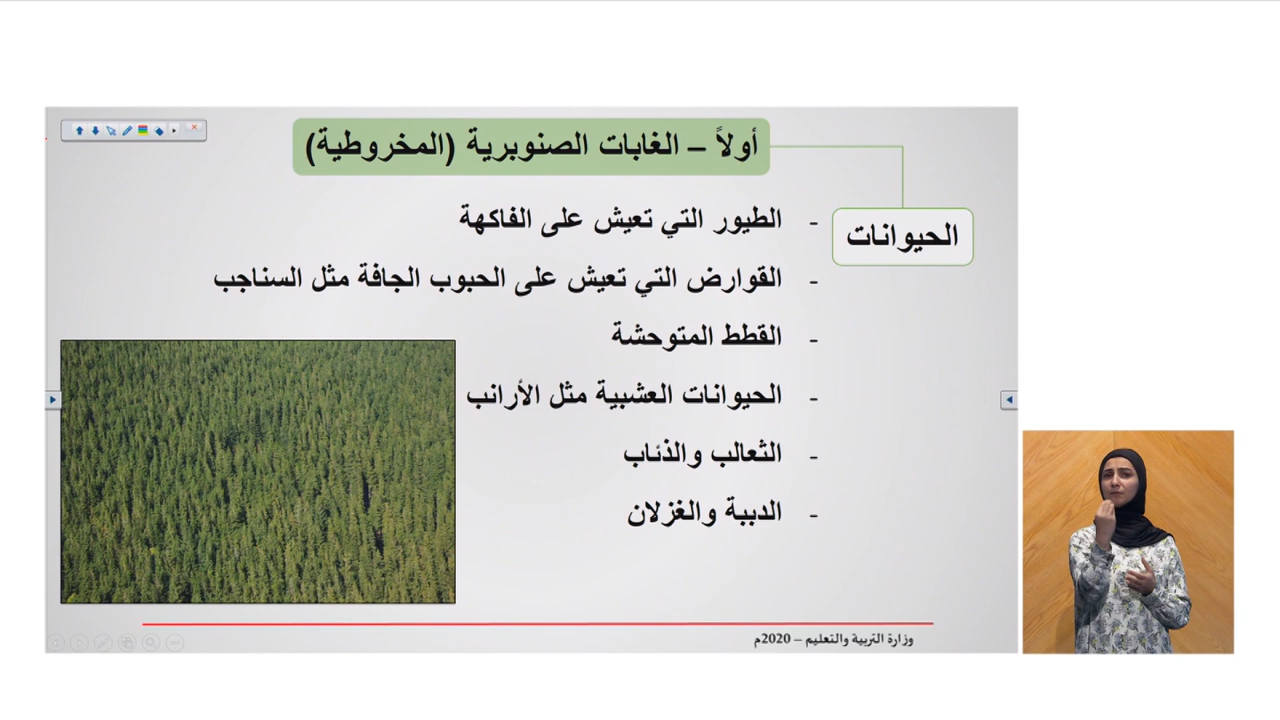 أولاً – الغابات الصنوبرية (المخروطية)
الحيوانات
- الطيور التي تعيش على الفاكهة
- القوارض التي تعيش على الحبوب الجافة مثل السناجب
- القطط المتوحشة
- الحيوانات العشبية مثل الأرانب
- الثعالب والذئاب
- الدببة والغزلان
وزارة التربية والتعليم – 2020م